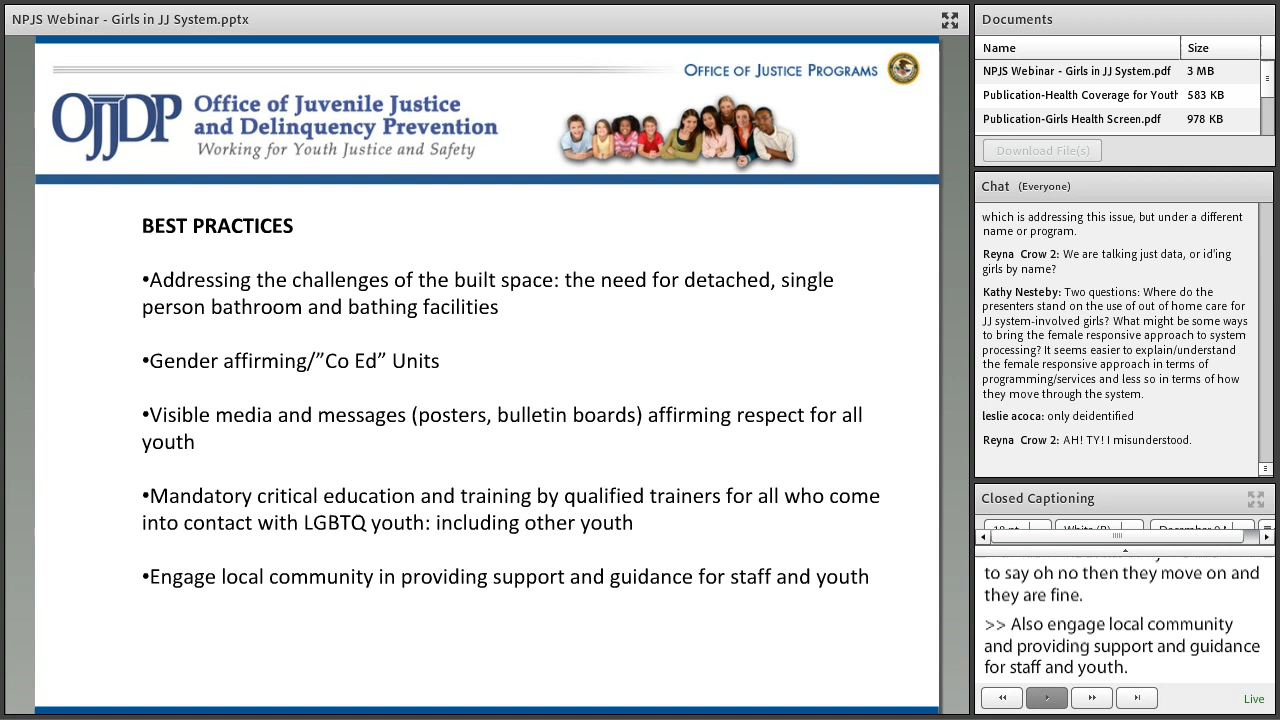 NPJS Webinar - Girls in JJ System.pptx
OFFICE OF JUSTICE PROGRAMS
OJJDP
Office of Juvenile Justice
and Delinquency Prevention
Working for Youth Justice and Safety
BEST PRACTICES
•Addressing the challenges of the built space: the need for detached, single
person bathroom and bathing facilities
•Gender affirming/”Co Ed” Units
•Visible media and messages (posters, bulletin boards) affirming respect for all
youth
•Mandatory critical education and training by qualified trainers for all who come
into contact with LGBTQ youth: including other youth
•Engage local community in providing support and guidance for staff and youth
Documents
Name Size
NPJS Webinar - Girls in JJ System.pdf 3 MB
Publication-Health Coverage for Youth 583 KB
Publication-Girls Health Screen.pdf 978 KB
Download File(s)
Chat (Everyone)
which is addressing this issue, but under a different
name or program.
Reyna Crow 2: We are talking just data, or id'ing
girls by name?
Kathy Nesteby: Two questions: Where do the
presenters stand on the use of out of home care for
JJ system-involved girls? What might be some ways
to bring the female responsive approach to system
processing? It seems easier to explain/understand
the female responsive approach in terms of
programming/services and less so in terms of how
they move through the system.
leslie acoca: only deidentified
Reyna Crow 2: AH! TY! I misunderstood.
Closed Captioning
to say oh no then they move on and
they are fine.
>> Also engage local community
and providing support and guidance
for staff and youth.
Live